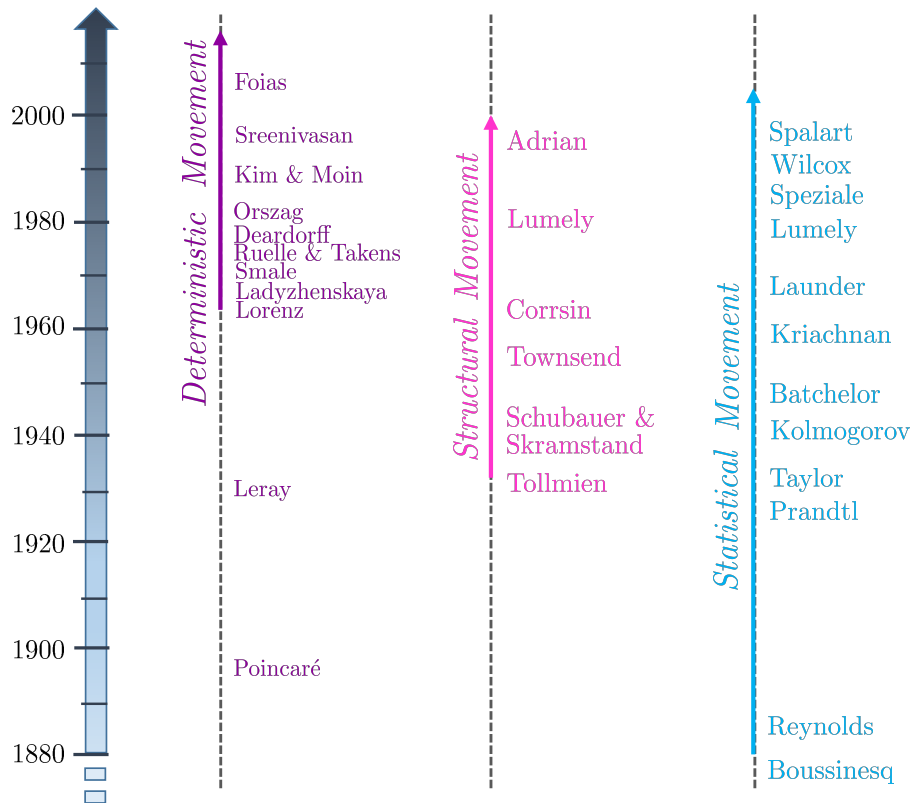 2000
1980
1960
1940
1920
1900
1880
Deterministic Movement
Foias
Sreenivasan
Kim & Moin
Orszag
Deardorff
Ruelle & Takens
Smale
Ladyzhenskaya
Lorenz
Leray
Poincaré
Structural Movement
Adrian
Lumely
Corrsin
Townsend
Schubauer &
Skramstand
Tollmien
Statistical Movement
Spalart
Wilcox
Speziale
Lumely
Launder
Kriachnan
Batchelor
Kolmogorov
Taylor
Prandtl
Reynolds
Boussinesq